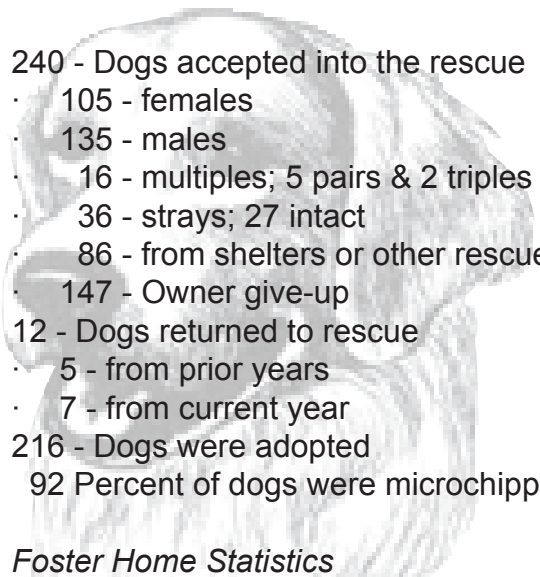 240 - Dogs accepted into the rescue
· 105 - females
· 135 - males
· 16 - multiples; 5 pairs & 2 triples
· 36 - strays; 27 intact
· 86 - from shelters or other rescue
· 147 - Owner give-up
12 - Dogs returned to rescue
· 5 - from prior years
· 7 - from current year
216 - Dogs were adopted
92 Percent of dogs were microchipp
Foster Home Statistics